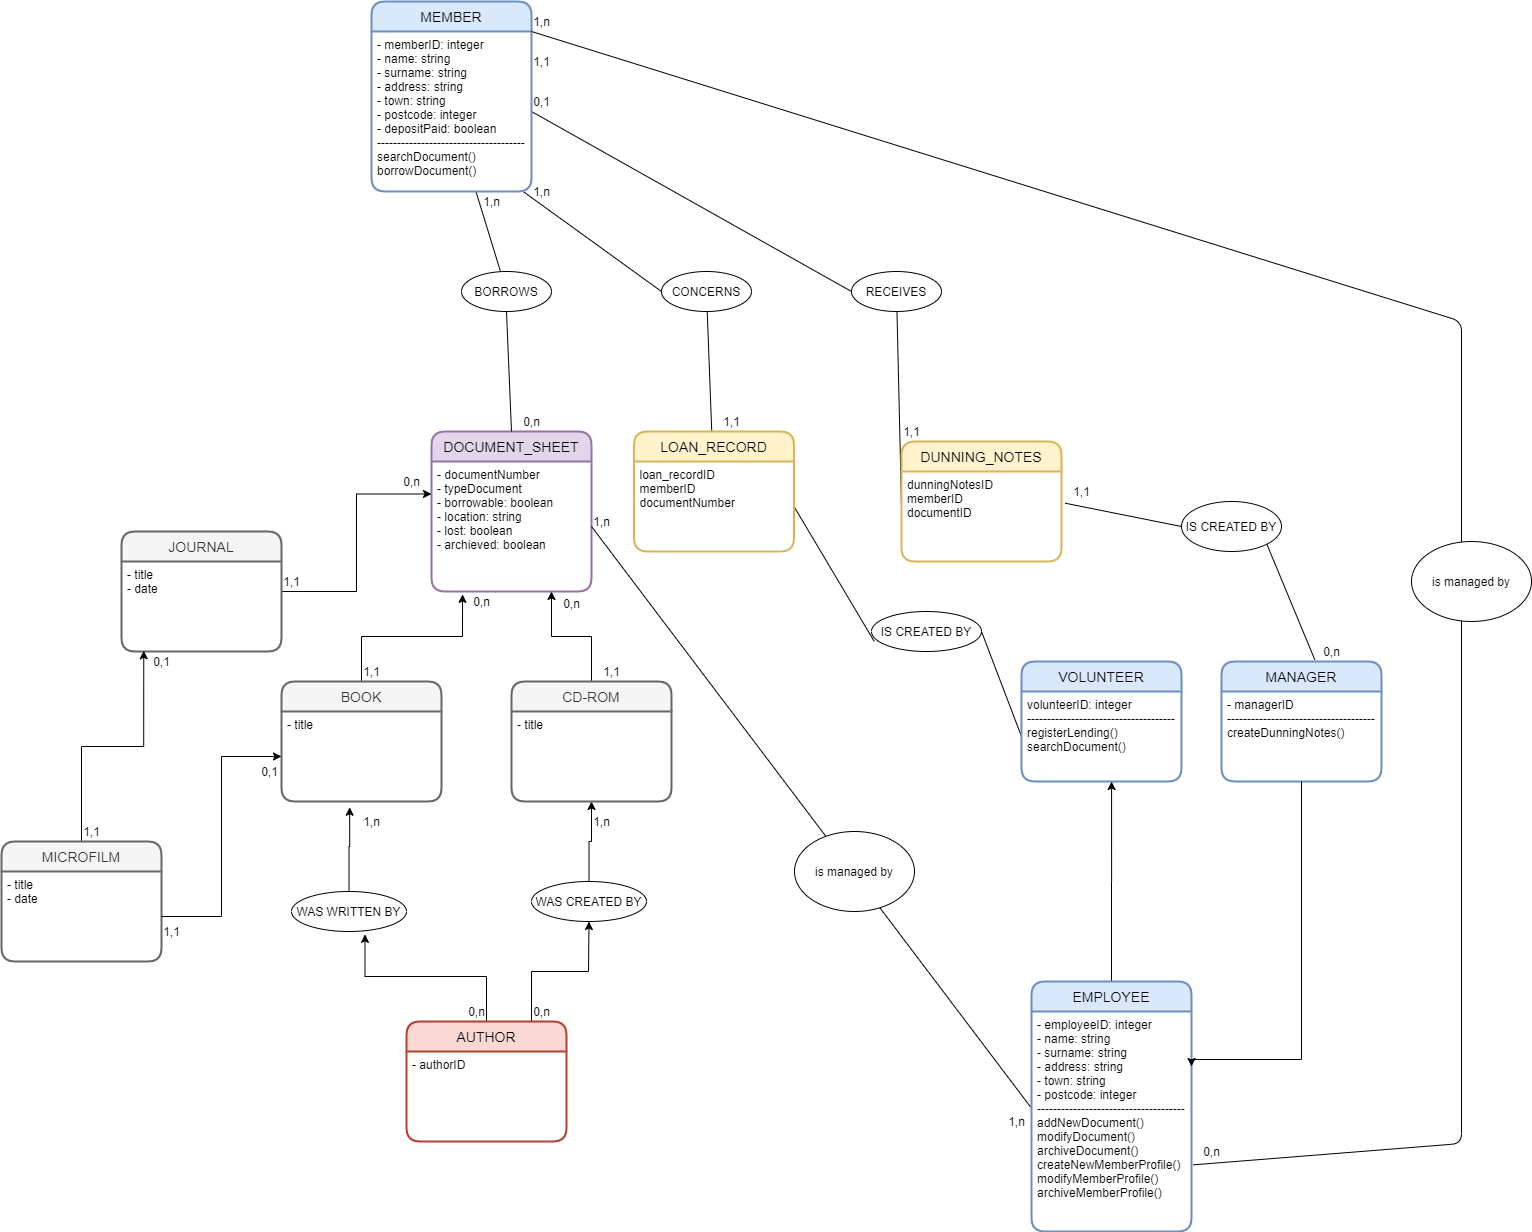 MEMBER
- memberID: integer
- name: string
- surname: string
- address: string
- town: string
- postcode: integer
- depositPaid: boolean
-------------------------------------
searchDocument()
borrowDocument()
1,n
1,1
0,1
1,n
1,n
BORROWS
CONCERNS
RECEIVES
0,n
1,1
1,1
DOCUMENT_SHEET
- documentNumber
- typeDocument
- borrowable: boolean
- location: string
- lost: boolean
- archieved: boolean
LOAN_RECORD
loan_recordID
memberID
documentNumber
DUNNING_NOTES
dunningNotesID
memberID
documentID
0,n
1,n
1,1
IS CREATED BY
is managed by
JOURNAL
- title
- date
1,1
0,n
0,n
0,1
1,1
1,1
IS CREATED BY
0,n
BOOK
- title
CD-ROM
- title
VOLUNTEER
volunteerID: integer
-------------------------------------
registerLending()
searchDocument()
MANAGER
- managerID
-------------------------------------
createDunningNotes()
0,1
1,n
1,n
1,1
MICROFILM
- title
- date
1,1
WAS WRITTEN BY
WAS CREATED BY
is managed by
0,n
0,n
AUTHOR
- authorID
EMPLOYEE
- employeeID: integer
- name: string
- surname: string
- address: string
- town: string
- postcode: integer
-------------------------------------
addNewDocument()
modifyDocument()
archiveDocument()
createNewMemberProfile()
modifyMemberProfile()
archiveMemberProfile()
1,n
0,n